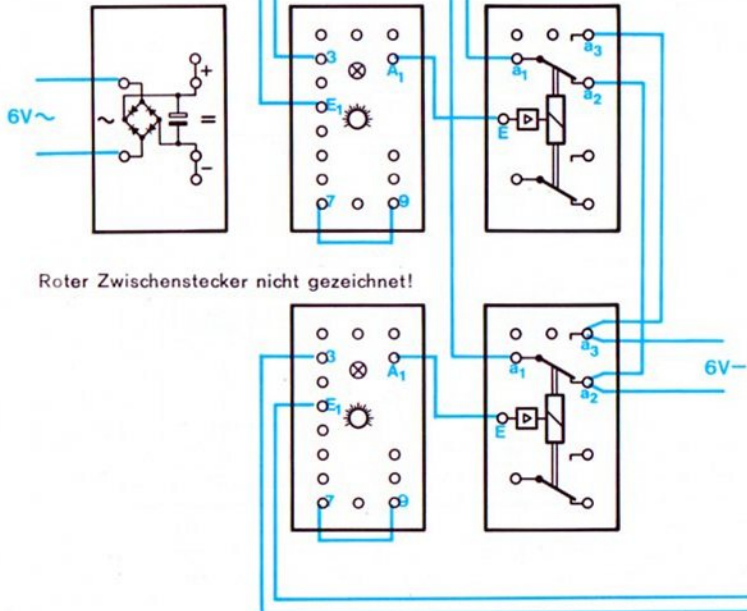 a₃
3
A₁
a₁
a₂
+
6V∼
∼
=
E₁
E
−
7
9
Roter Zwischenstecker nicht gezeichnet!
a₃
3
A₁
a₁
6V−
a₂
E₁
E
7
9